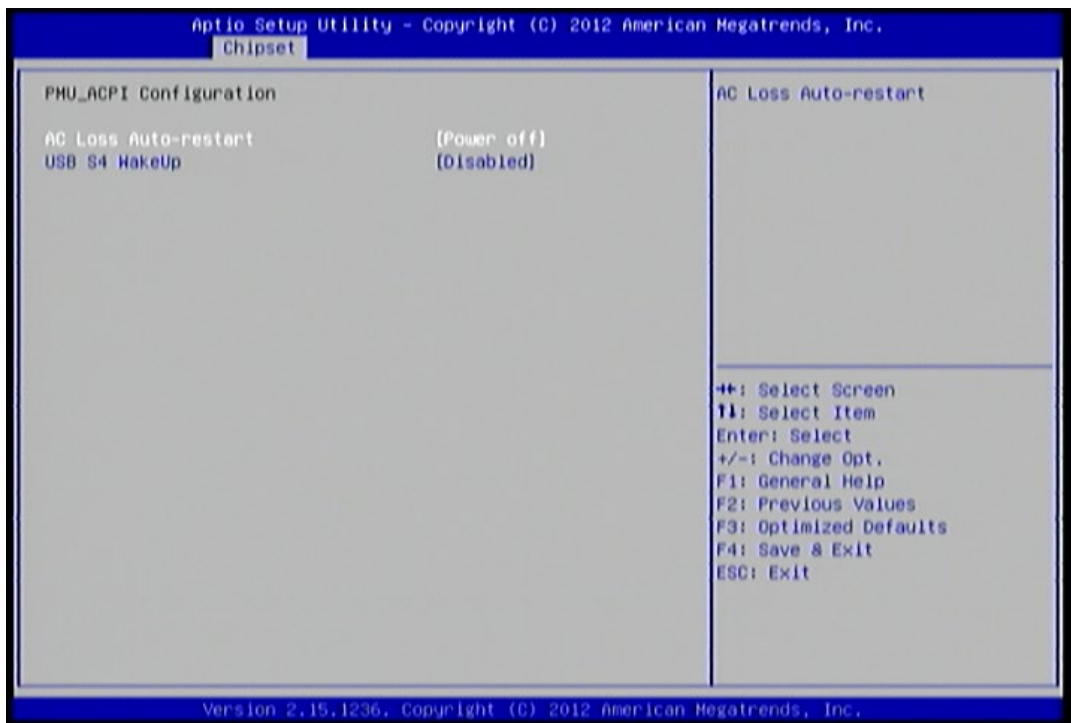 Aptio Setup Utility - Copyright (C) 2012 American Megatrends, Inc.
Chipset
PMU_ACPI Configuration
AC Loss Auto-restart [Power off]
USB S4 WakeUp [Disabled]
AC Loss Auto-restart
→←: Select Screen
↑↓: Select Item
Enter: Select
+/-: Change Opt.
F1: General Help
F2: Previous Values
F3: Optimized Defaults
F4: Save & Exit
ESC: Exit
Version 2.15.1236. Copyright (C) 2012 American Megatrends, Inc.